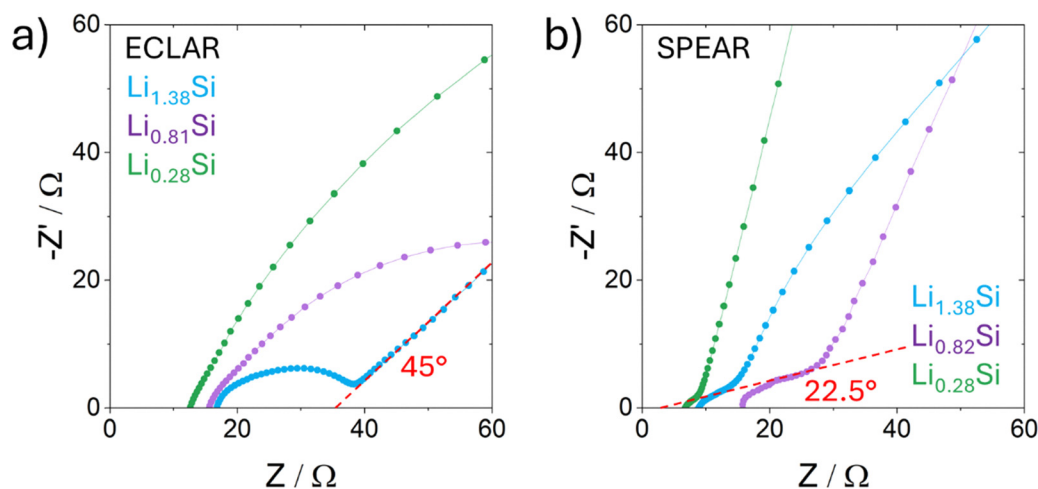 a)
ECLAR
Li1.38Si
Li0.81Si
Li0.28Si
60
40
20
0
-Z' / Ω
45°
0
20
40
60
Z / Ω
b)
SPEAR
60
40
20
0
-Z' / Ω
Li1.38Si
Li0.82Si
Li0.28Si
22.5°
0
20
40
60
Z / Ω